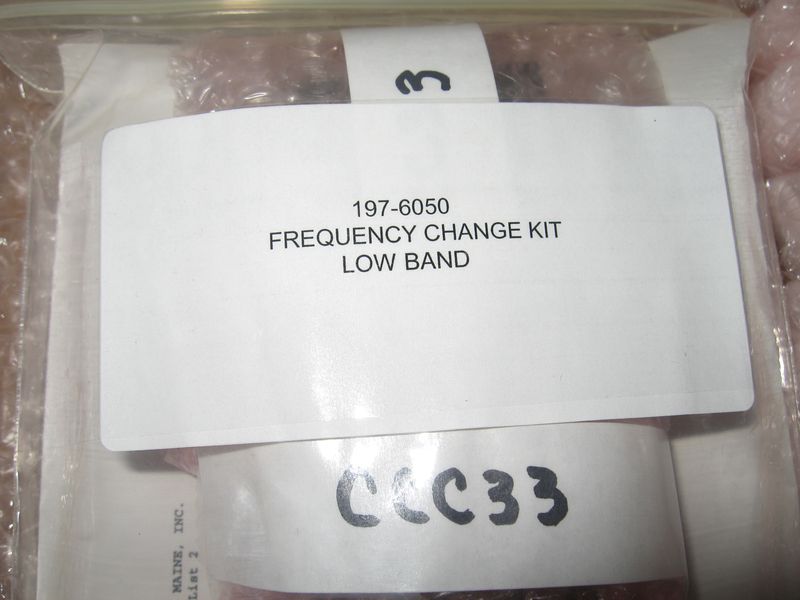 3
197-6050
FREQUENCY CHANGE KIT
LOW BAND
CCC33
MAINE, INC.
List 2